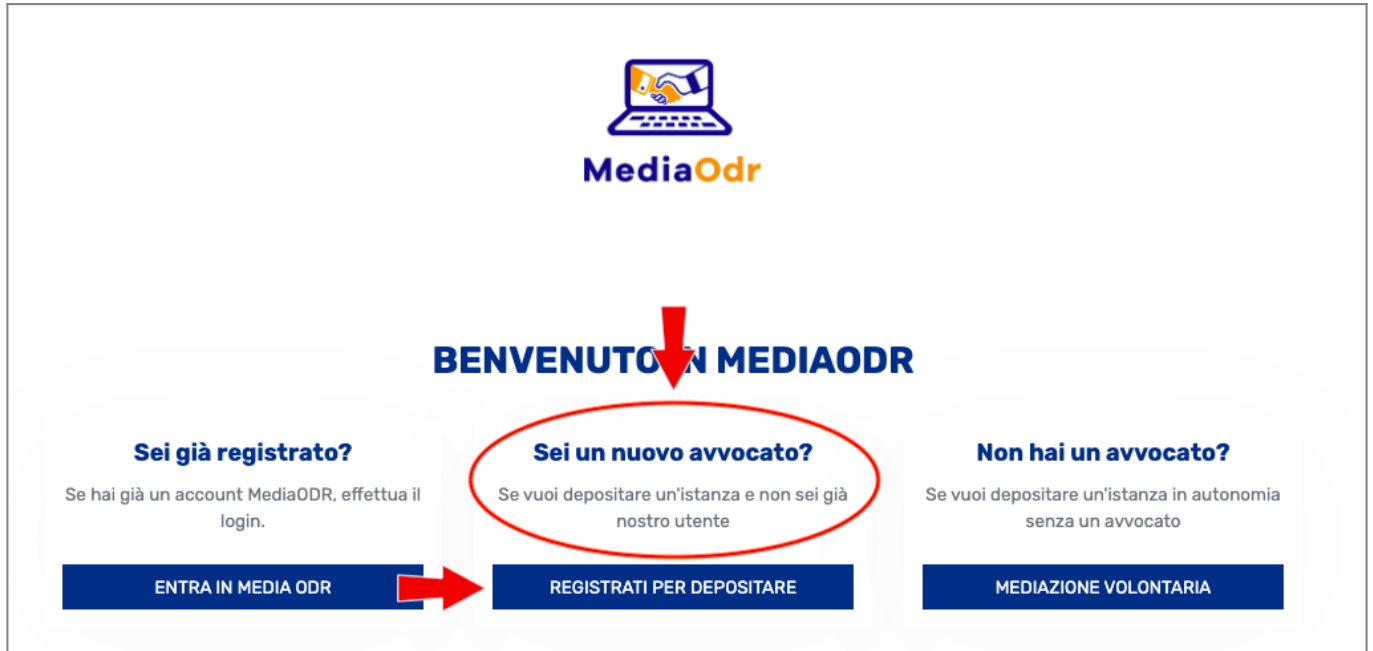 MediaOdr
BENVENUTO IN MEDIAODR
Sei già registrato?
Se hai già un account MediaODR, effettua il
login.
ENTRA IN MEDIA ODR
Sei un nuovo avvocato?
Se vuoi depositare un'istanza e non sei già
nostro utente
REGISTRATI PER DEPOSITARE
Non hai un avvocato?
Se vuoi depositare un'istanza in autonomia
senza un avvocato
MEDIAZIONE VOLONTARIA